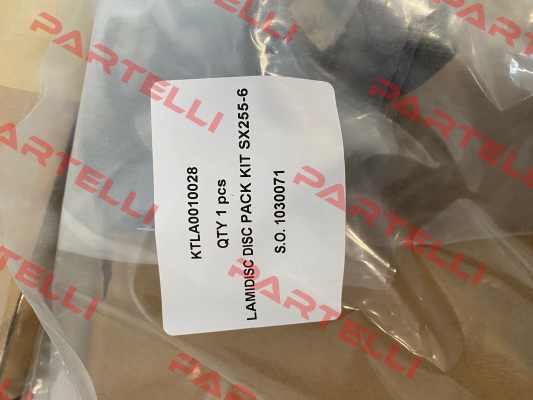 KTLA0010028
QTY 1 pcs
LAMIDISC DISC PACK KIT SX255-6
S.O. 1030071
PARTELLI
PARTELLI
PARTELLI
PARTELLI
PARTELLI
PARTELLI